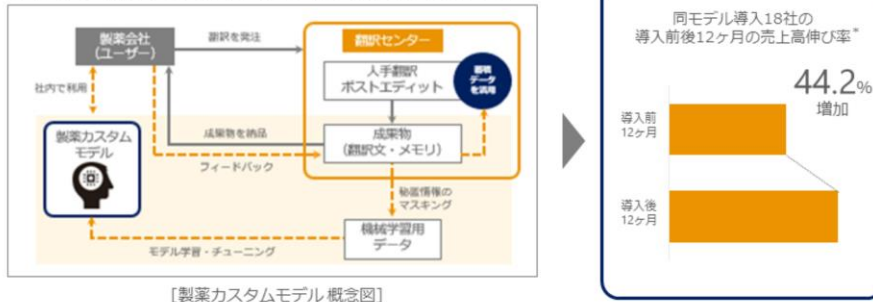 製薬会社
(ユーザー)
翻訳を発注
翻訳センター
人手翻訳
ポストエディット
蓄積
データ
を活用
社内で利用
製薬カスタム
モデル
成果物を納品
フィードバック
成果物
(翻訳文・メモリ)
秘匿情報の
マスキング
機械学習用
データ
モデル学習・チューニング
[製薬カスタムモデル 概念図]
同モデル導入18社の
導入前後12ヶ月の売上高伸び率*
44.2%
増加
導入前
12ヶ月
導入後
12ヶ月